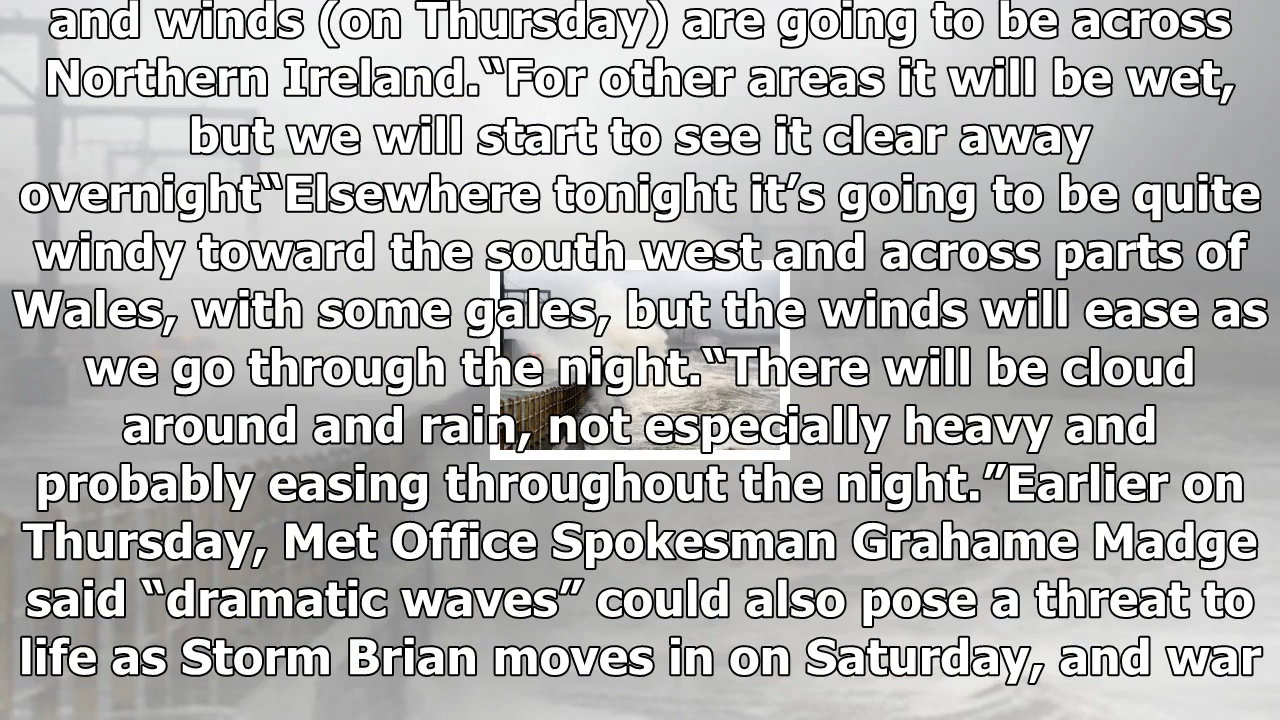 and winds (on Thursday) are going to be across
Northern Ireland.“For other areas it will be wet,
but we will start to see it clear away
overnight“Elsewhere tonight it’s going to be quite
windy toward the south west and across parts of
Wales, with some gales, but the winds will ease as
we go through the night.“There will be cloud
around and rain, not especially heavy and
probably easing throughout the night.”Earlier on
Thursday, Met Office Spokesman Grahame Madge
said “dramatic waves” could also pose a threat to
life as Storm Brian moves in on Saturday, and war